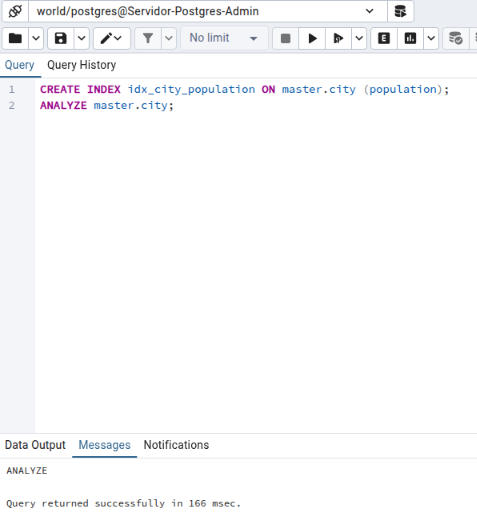 world/postgres@Servidor-Postgres-Admin
No limit
E
Query Query History
1 CREATE INDEX idx_city_population ON master.city (population);
2 ANALYZE master.city;
Data Output Messages Notifications
ANALYZE
Query returned successfully in 166 msec.